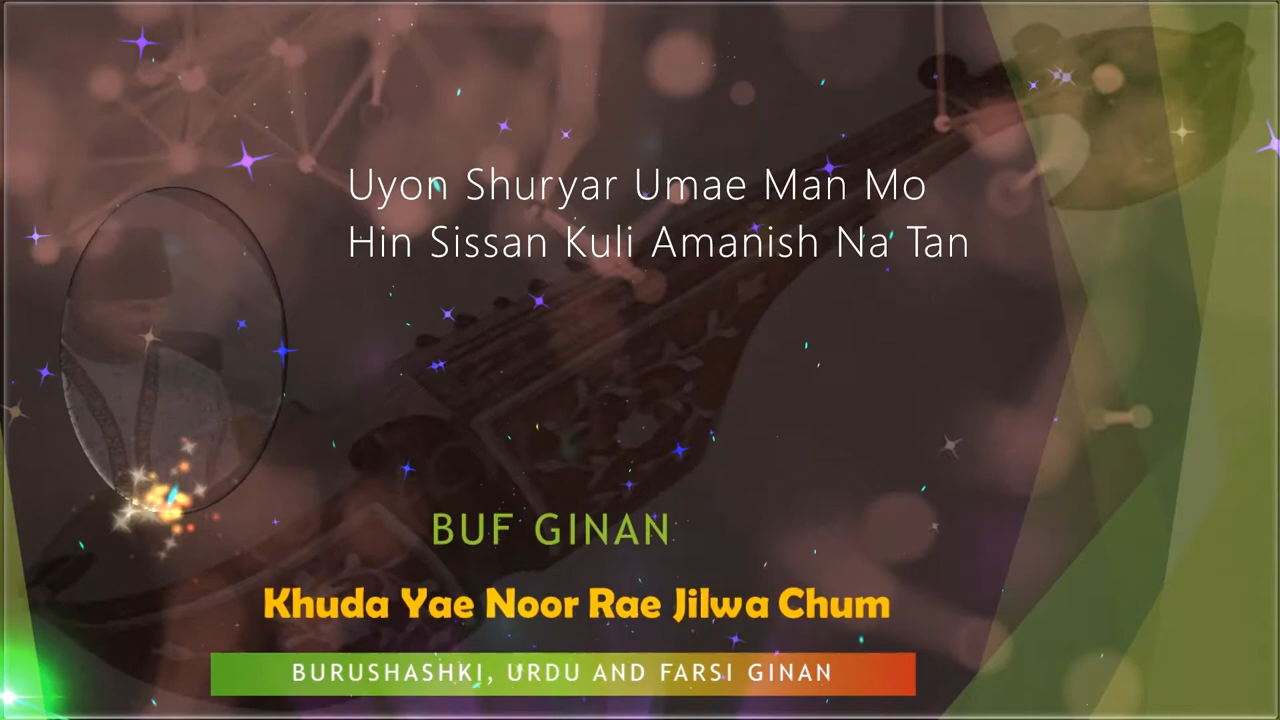 Uyon Shuryar Umae Man Mo
Hin Sissan Kuli Amanish Na Tan
BUF GINAN
Khuda Yae Noor Rae Jilwa Chum
BURUSHASHKI, URDU AND FARSI GINAN